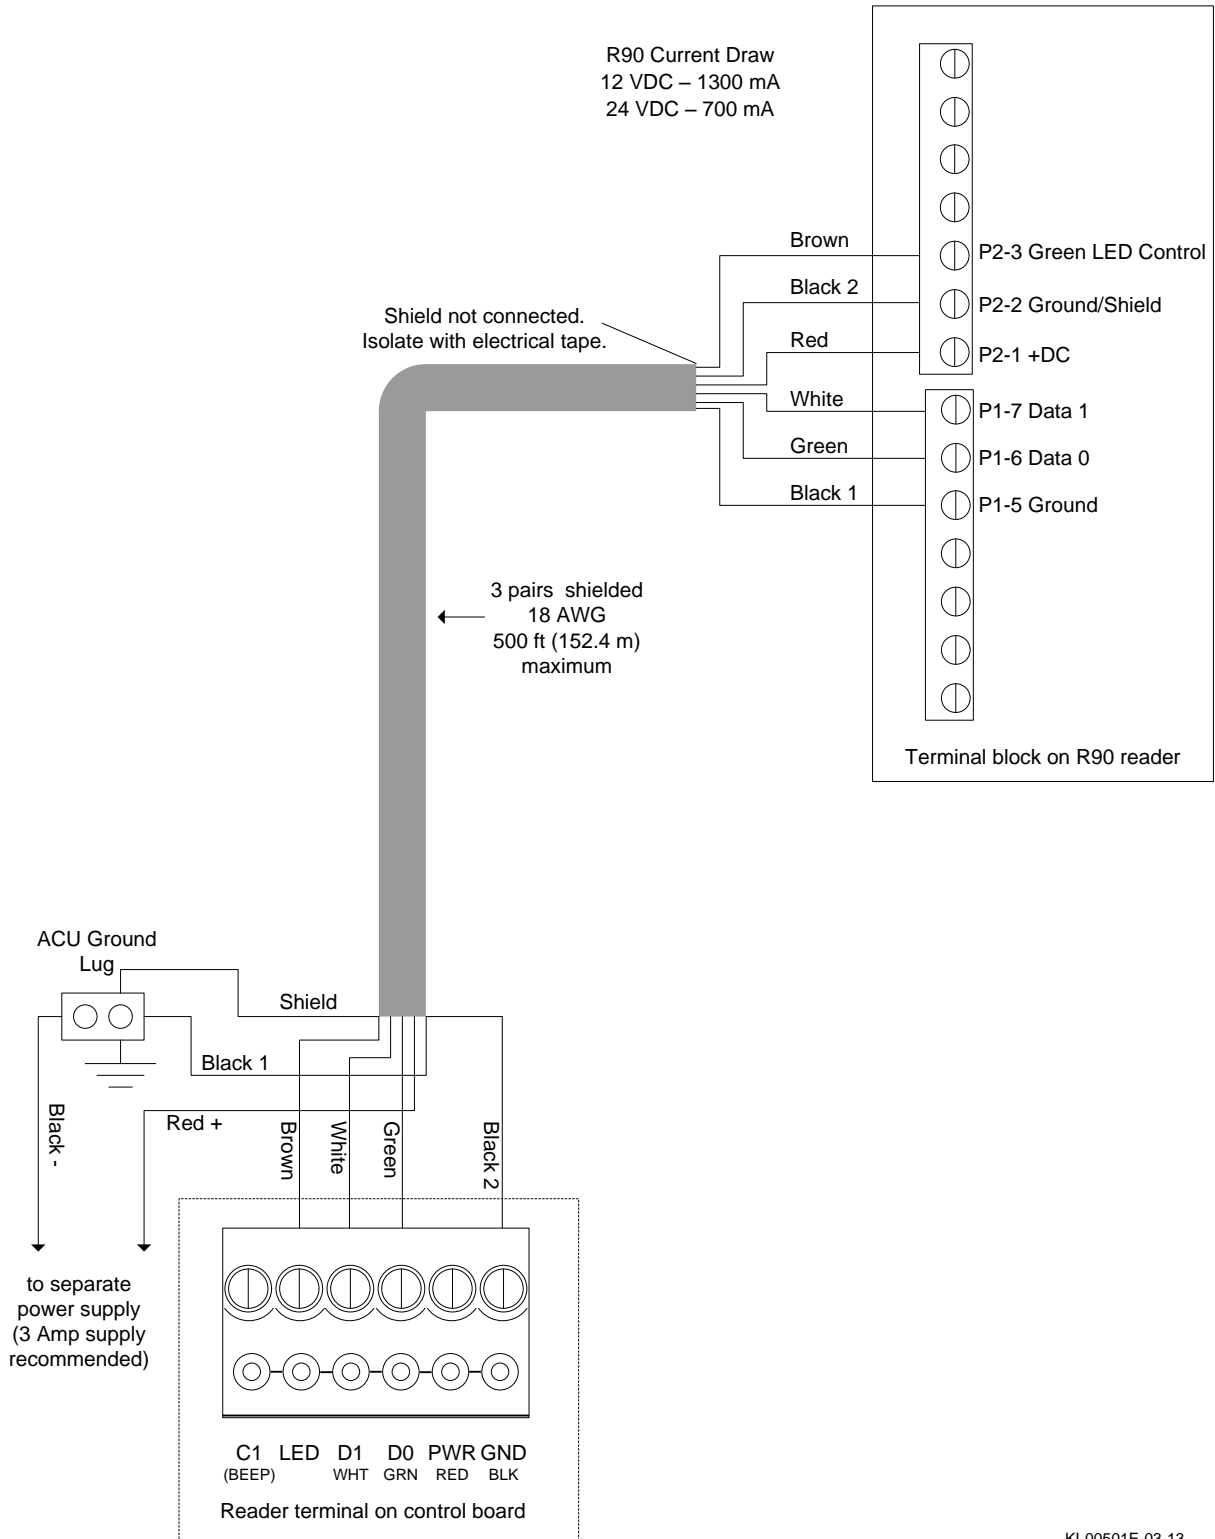 R90 Current Draw
12 VDC – 1300 mA
24 VDC – 700 mA
Brown
P2-3 Green LED Control
Black 2
P2-2 Ground/Shield
Shield not connected.
Isolate with electrical tape.
Red
P2-1 +DC
White
P1-7 Data 1
Green
P1-6 Data 0
Black 1
P1-5 Ground
3 pairs shielded
18 AWG
500 ft (152.4 m)
maximum
Terminal block on R90 reader
ACU Ground
Lug
Shield
Black 1
Red +
Black -
Brown
White
Green
Black 2
to separate
power supply
(3 Amp supply
recommended)
C1 LED D1 D0 PWR GND
(BEEP) WHT GRN RED BLK
Reader terminal on control board
KL00501E-03-13